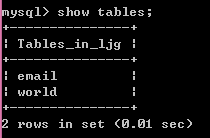 mysql> show tables;
+---------------+
| Tables_in_ljg |
+---------------+
| email         |
| world         |
+---------------+
2 rows in set (0.01 sec)